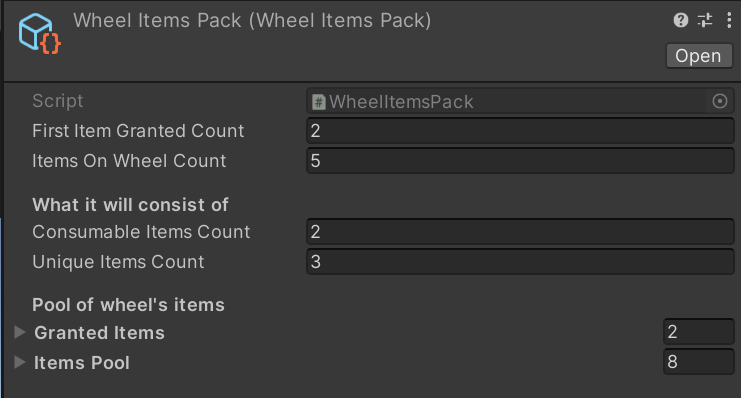 Wheel Items Pack (Wheel Items Pack)
Open
Script WheelItemsPack
First Item Granted Count 2
Items On Wheel Count 5
What it will consist of
Consumable Items Count 2
Unique Items Count 3
Pool of wheel's items
Granted Items 2
Items Pool 8